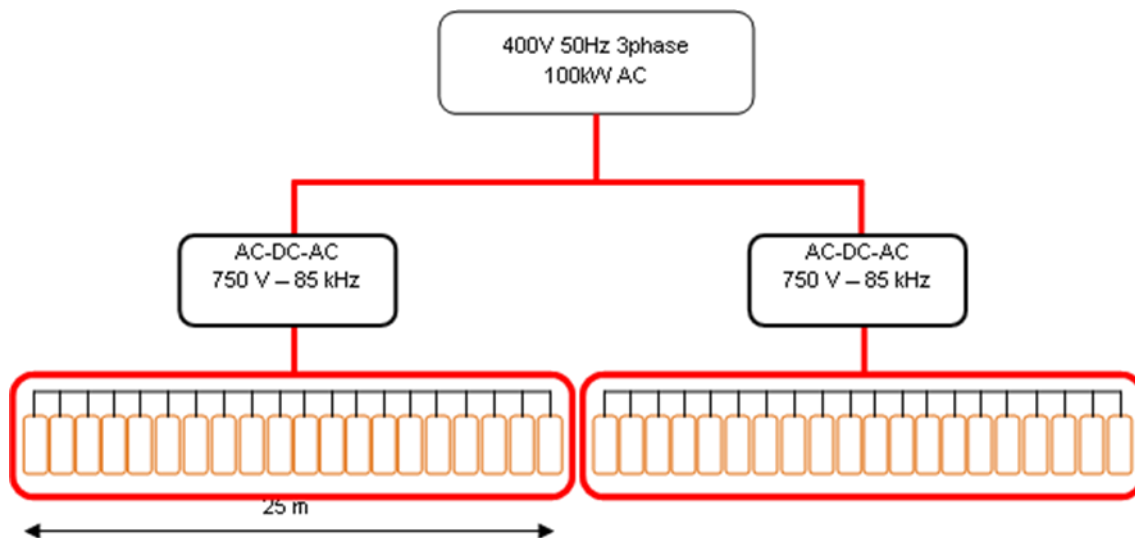 400V 50Hz 3phase
100kW AC
AC-DC-AC
750 V – 85 kHz
AC-DC-AC
750 V – 85 kHz
25 m